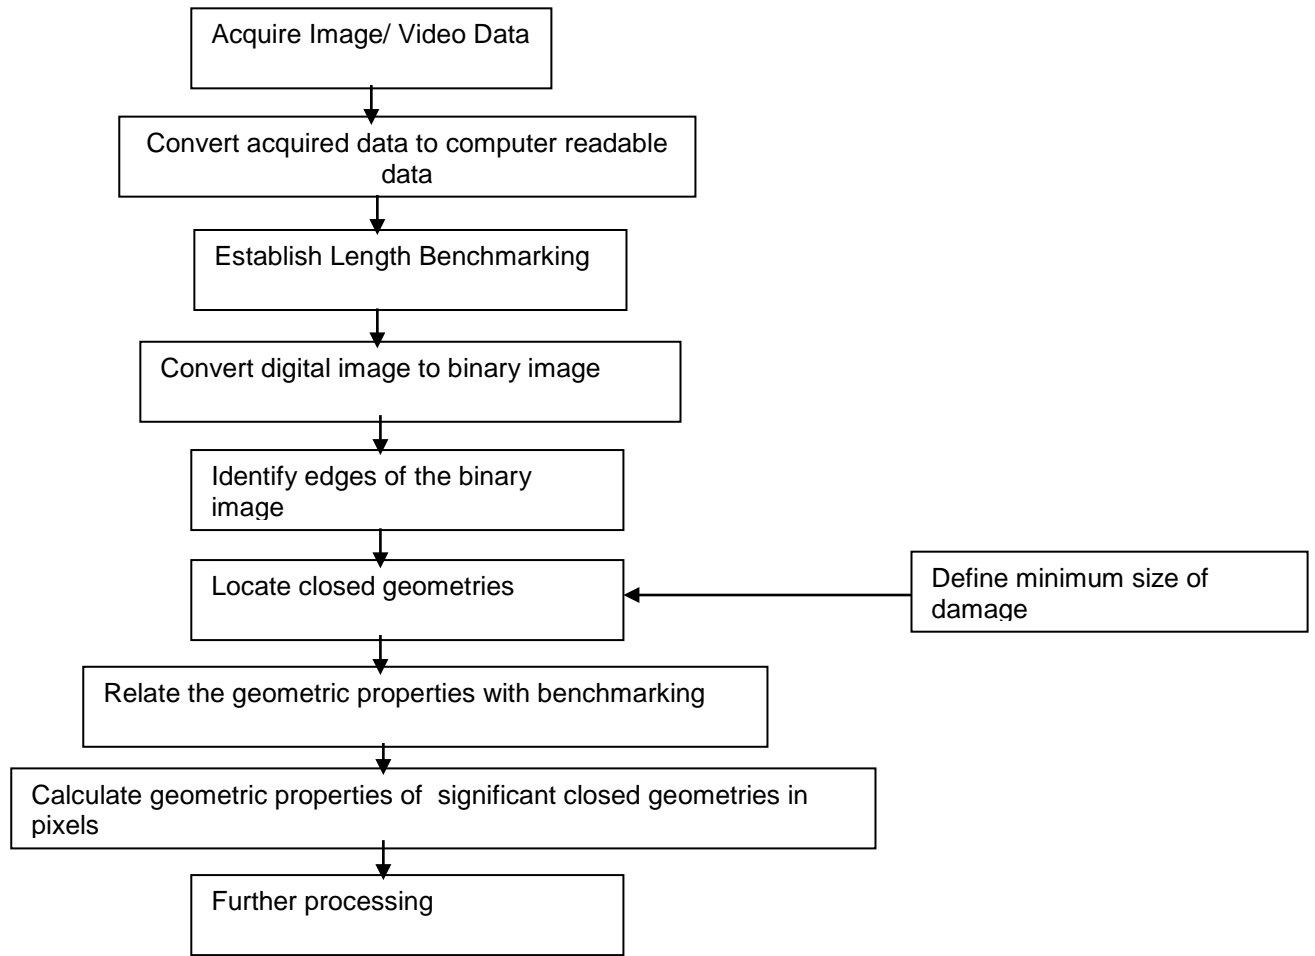 Acquire Image/ Video Data
Convert acquired data to computer readable
data
Establish Length Benchmarking
Convert digital image to binary image
Identify edges of the binary
image
Locate closed geometries
Define minimum size of
damage
Relate the geometric properties with benchmarking
Calculate geometric properties of  significant closed geometries in
pixels
Further processing